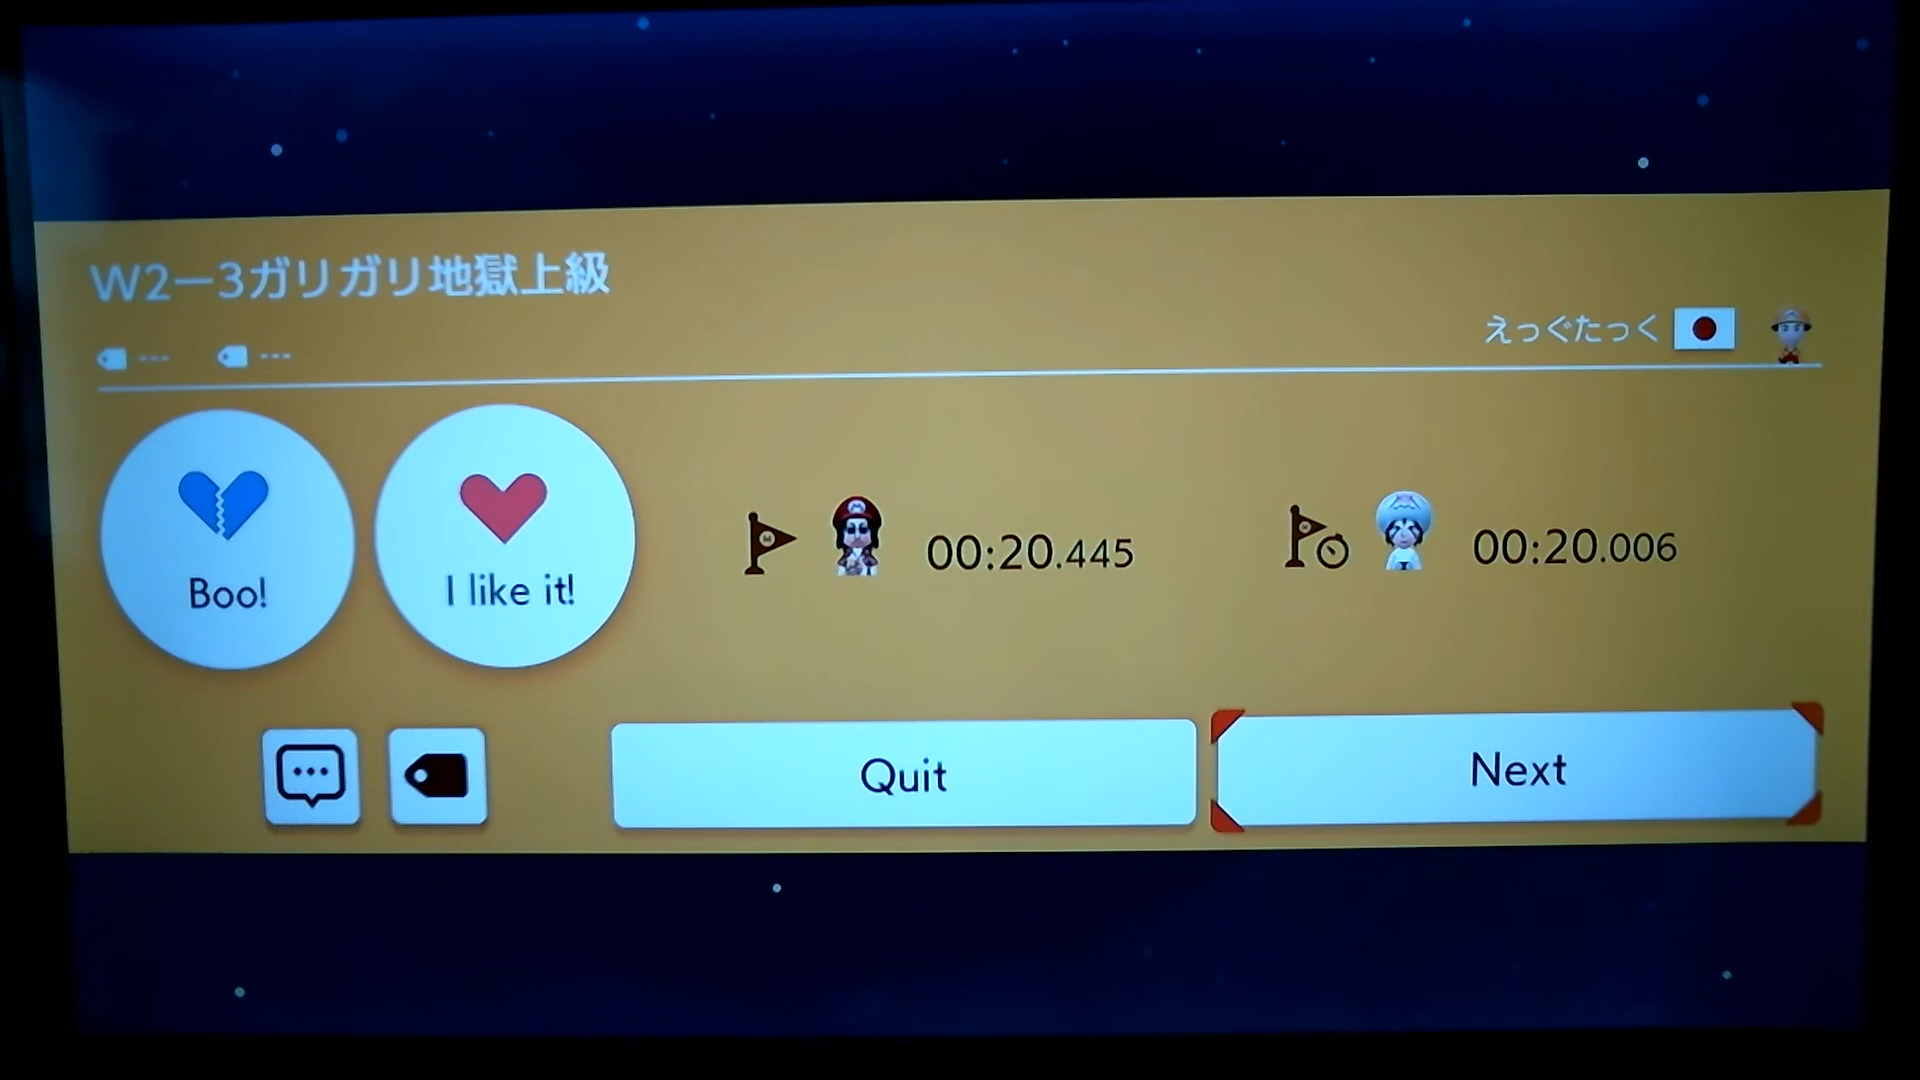 W2ー3ガリガリ地獄上級
--- ---
えっぐたっく
Boo!
I like it!
00:20.445
00:20.006
Quit
Next